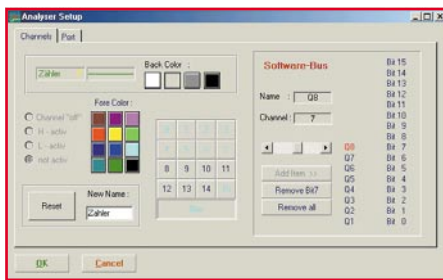 Analyser Setup
Channels Port
Zähler
Back Color :
Fore Color :
Channel "off"
H - activ
L - activ
not activ
8 9 10 11
12 13 14
Reset
New Name :
Zähler
Software-Bus
Name : Q8
Channel : 7
Add Item >>
Remove Bit7
Remove all
Q8
Q7
Q6
Q5
Q4
Q3
Q2
Q1
Bit 15
Bit 14
Bit 13
Bit 12
Bit 11
Bit 10
Bit 9
Bit 8
Bit 7
Bit 6
Bit 5
Bit 4
Bit 3
Bit 2
Bit 1
Bit 0
OK Cancel